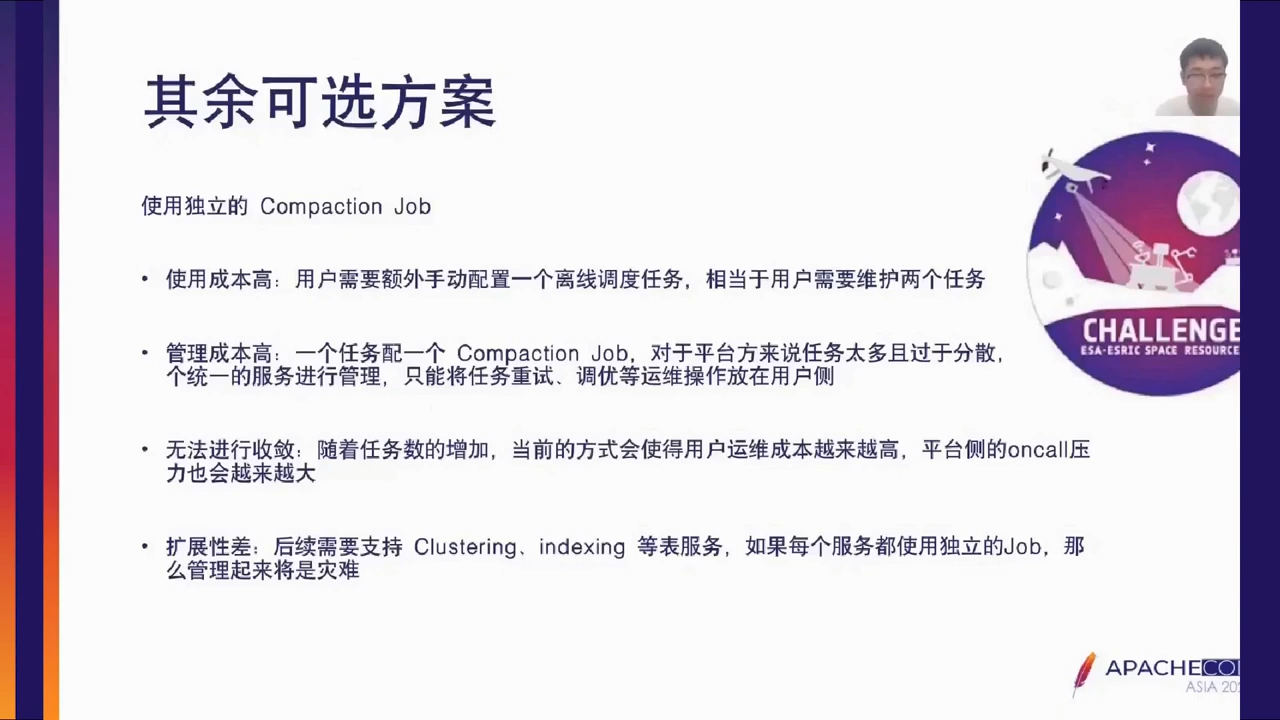 其余可选方案
使用独立的 Compaction Job
• 使用成本高：用户需要额外手动配置一个离线调度任务，相当于用户需要维护两个任务
• 管理成本高：一个任务配一个 Compaction Job，对于平台方来说任务太多且过于分散，
个统一的服务进行管理，只能将任务重试、调优等运维操作放在用户侧
• 无法进行收敛：随着任务数的增加，当前的方式会使得用户运维成本越来越高，平台侧的oncall压
力也会越来越大
• 扩展性差：后续需要支持 Clustering、indexing 等表服务，如果每个服务都使用独立的Job，那
么管理起来将是灾难
CHALLENGE
ESA-ESRIC SPACE RESOURCE
APACHECO
ASIA 20